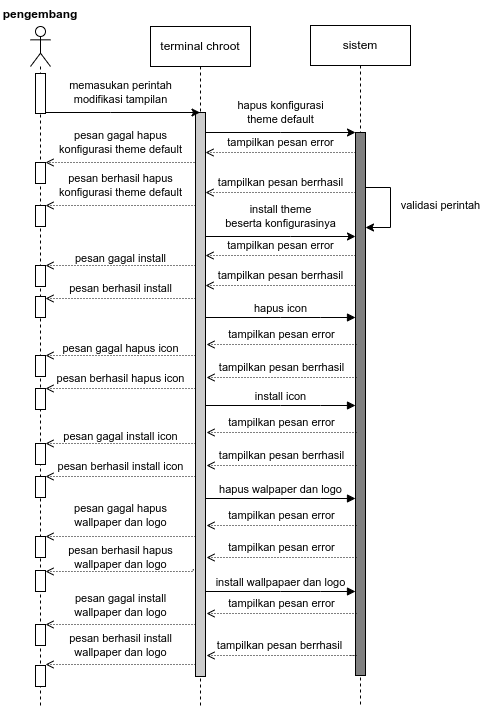 pengembang
terminal chroot
sistem
memasukan perintah
modifikasi tampilan
hapus konfigurasi
theme default
pesan gagal hapus
konfigurasi theme default
tampilkan pesan error
pesan berhasil hapus
konfigurasi theme default
tampilkan pesan berrhasil
validasi perintah
install theme
beserta konfigurasinya
tampilkan pesan error
pesan gagal install
tampilkan pesan berrhasil
pesan berhasil install
hapus icon
tampilkan pesan error
pesan gagal hapus icon
tampilkan pesan berrhasil
pesan berhasil hapus icon
install icon
tampilkan pesan error
pesan gagal install icon
tampilkan pesan berrhasil
pesan berhasil install icon
hapus walpaper dan logo
pesan gagal hapus
wallpaper dan logo
tampilkan pesan error
pesan berhasil hapus
wallpaper dan logo
tampilkan pesan error
install wallpapaer dan logo
pesan gagal install
wallpaper dan logo
tampilkan pesan error
pesan berhasil install
wallpaper dan logo
tampilkan pesan berrhasil